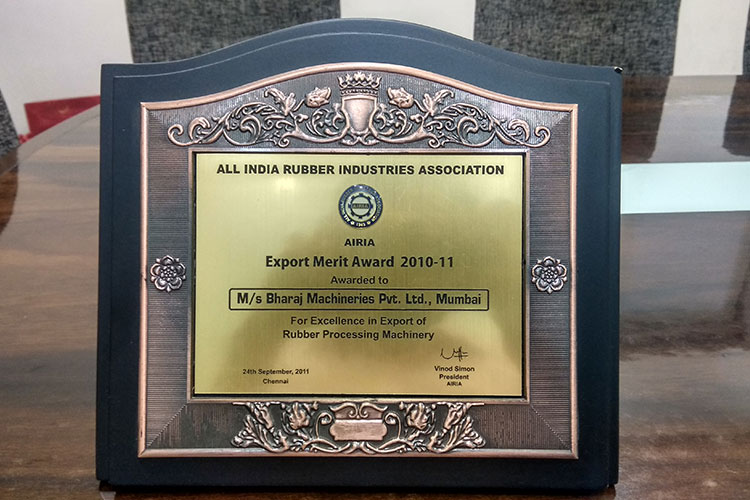 ALL INDIA RUBBER INDUSTRIES ASSOCIATION
AIRIA
Export Merit Award 2010-11
Awarded to
M/s Bharaj Machineries Pvt. Ltd., Mumbai
For Excellence in Export of
Rubber Processing Machinery
24th September, 2011
Chennai
Vinod Simon
President
AIRIA